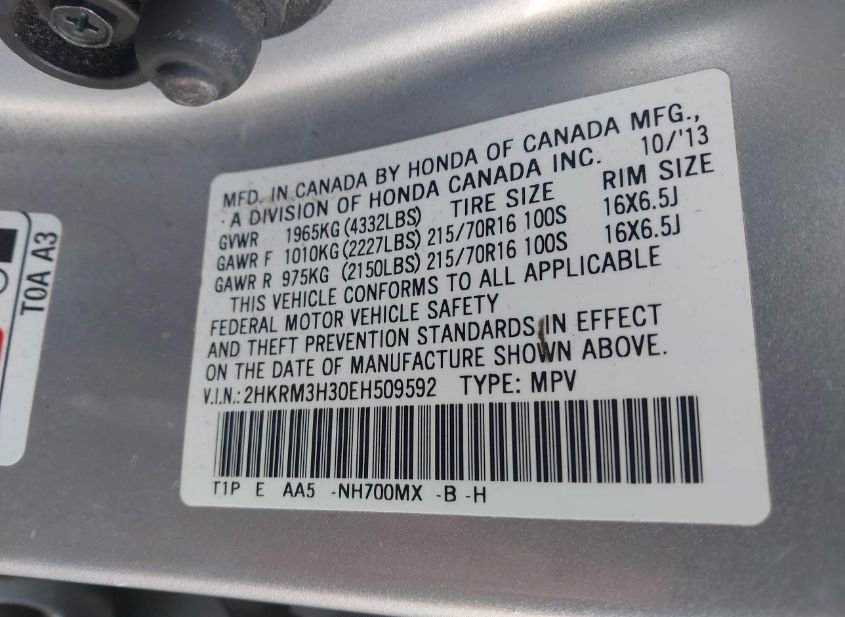 MFD. IN CANADA BY HONDA OF CANADA MFG.,
A DIVISION OF HONDA CANADA INC. 10/'13
GVWR 1965KG (4332LBS) TIRE SIZE RIM SIZE
GAWR F 1010KG (2227LBS) 215/70R16 100S 16X6.5J
GAWR R 975KG (2150LBS) 215/70R16 100S 16X6.5J
THIS VEHICLE CONFORMS TO ALL APPLICABLE
FEDERAL MOTOR VEHICLE SAFETY
AND THEFT PREVENTION STANDARDS IN EFFECT
ON THE DATE OF MANUFACTURE SHOWN ABOVE.
V.I.N.: 2HKRM3H30EH509592 TYPE: MPV
T1P E AA5 -NH700MX -B -H
T0A A3